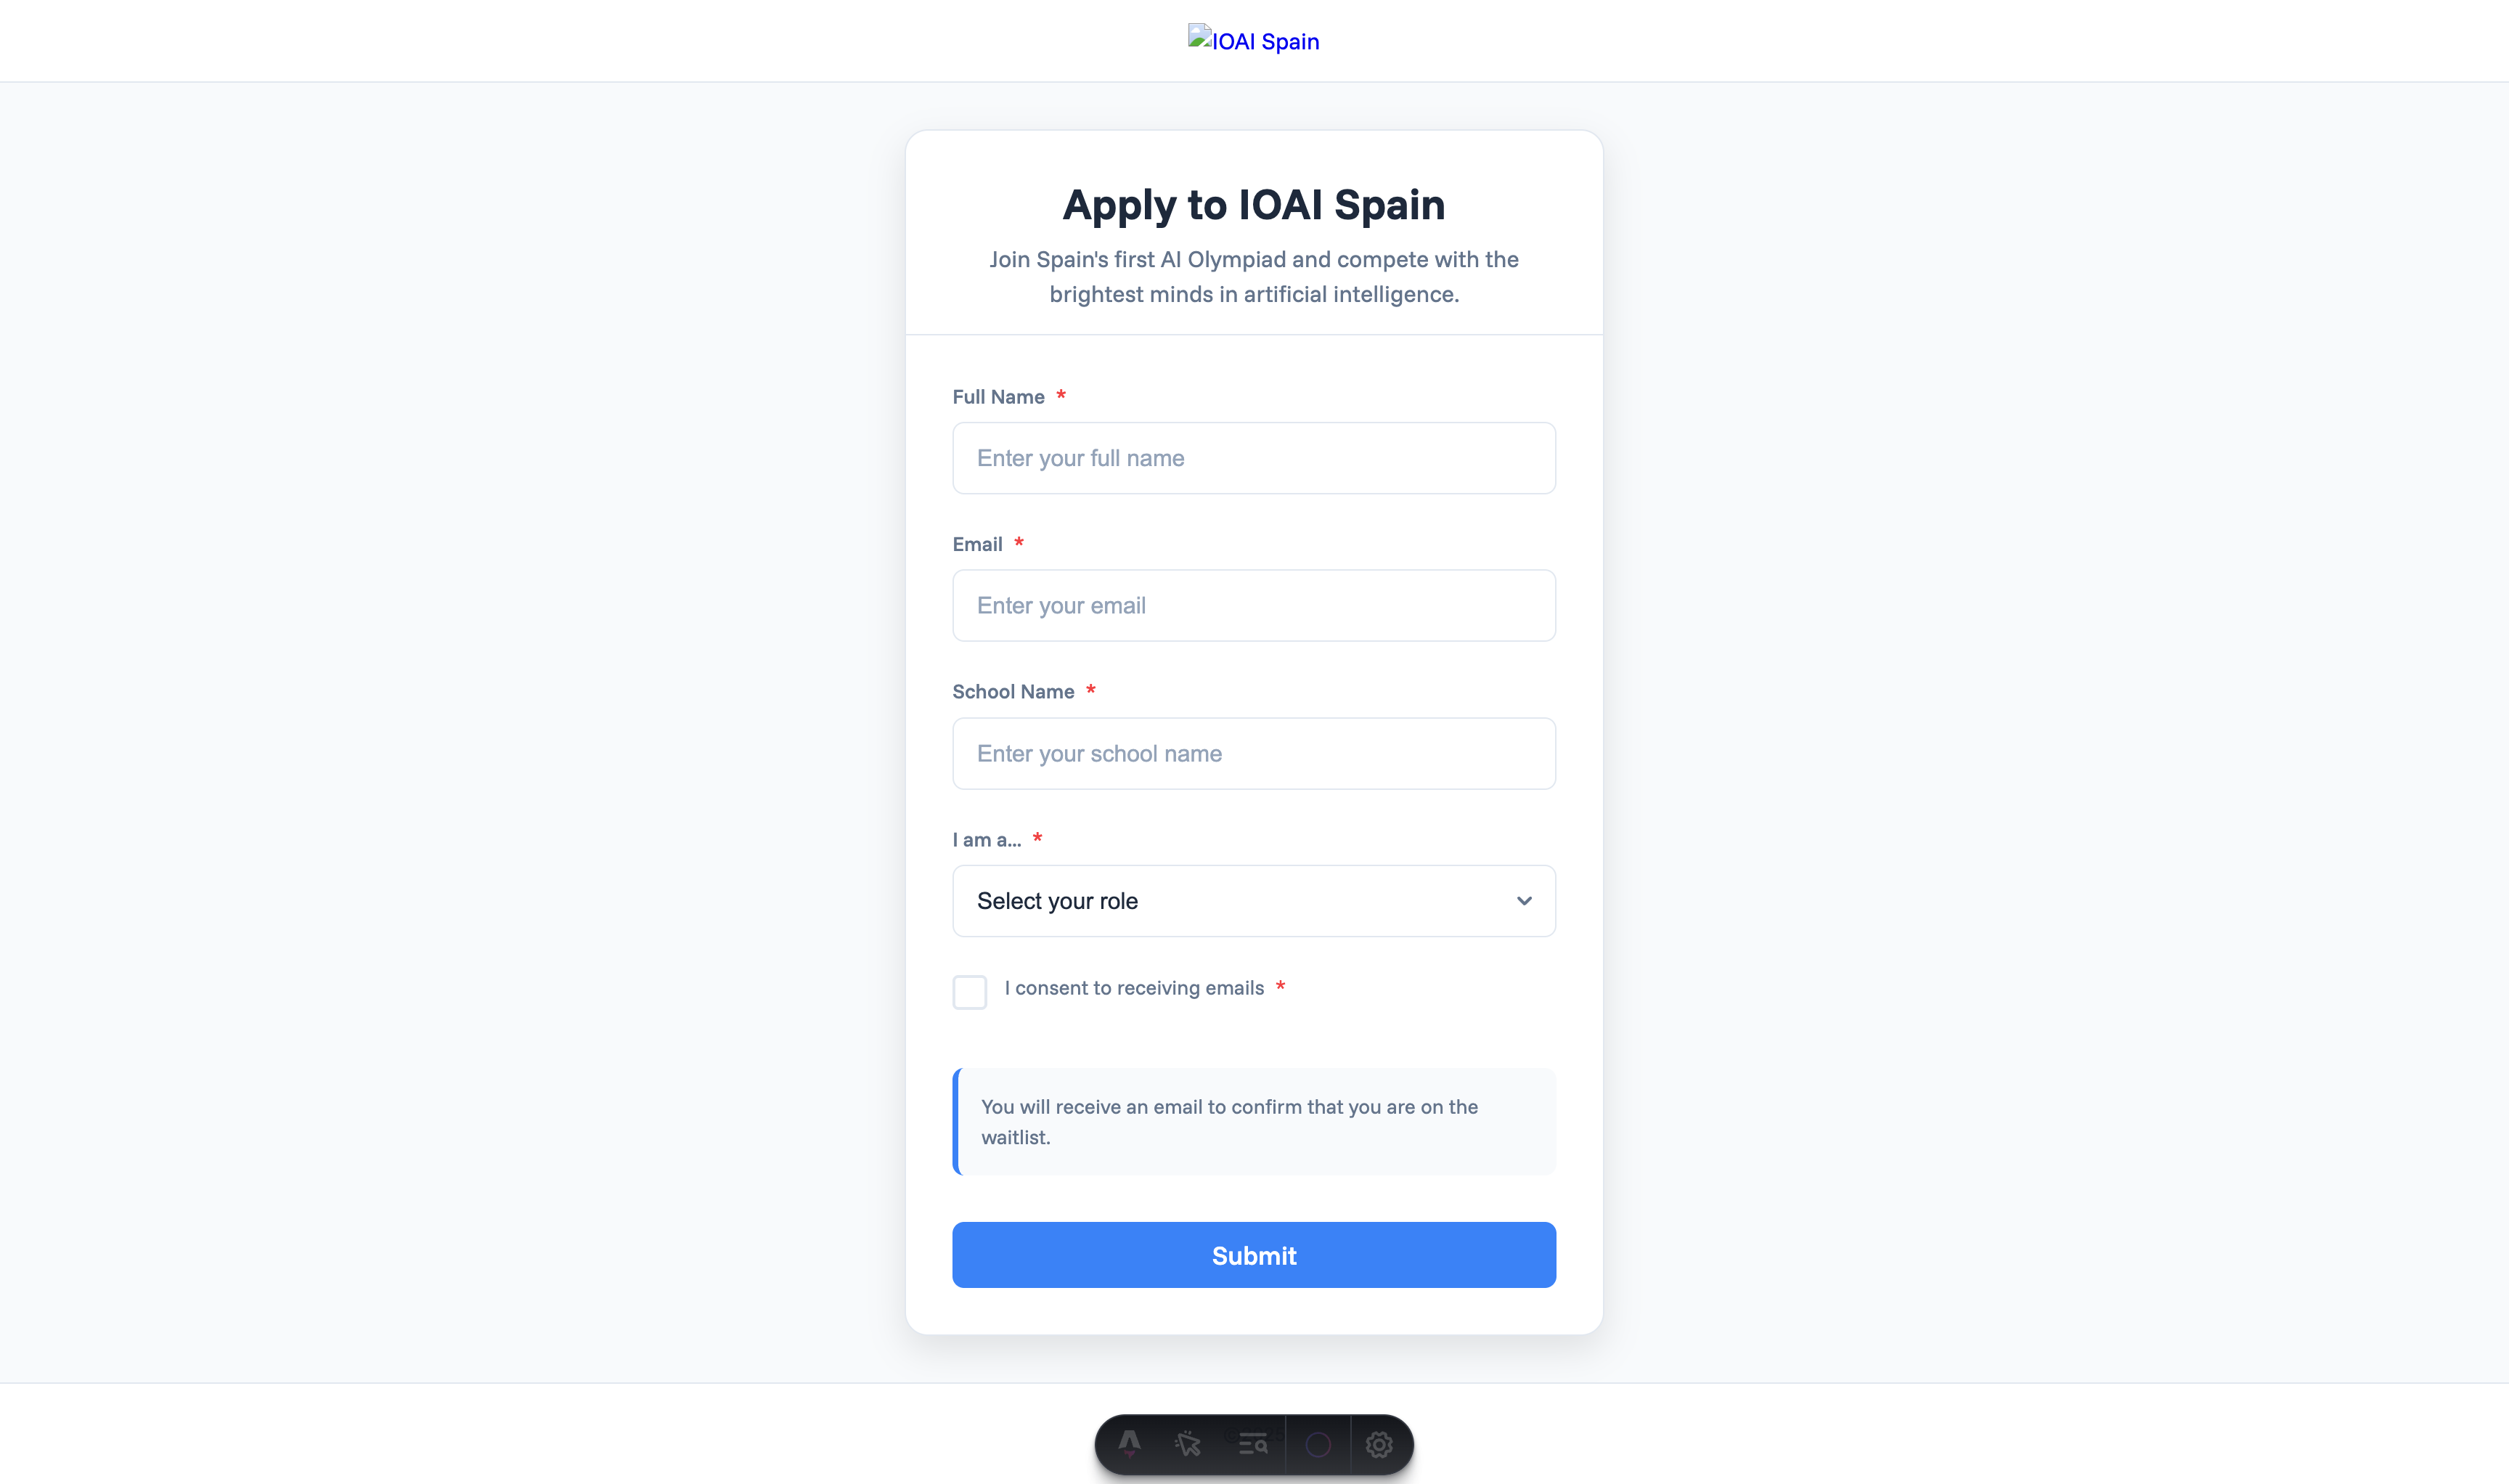 IOAI Spain
Apply to IOAI Spain
Join Spain's first AI Olympiad and compete with the
brightest minds in artificial intelligence.
Full Name *
Enter your full name
Email *
Enter your email
School Name *
Enter your school name
I am a... *
Select your role
I consent to receiving emails *
You will receive an email to confirm that you are on the
waitlist.
Submit